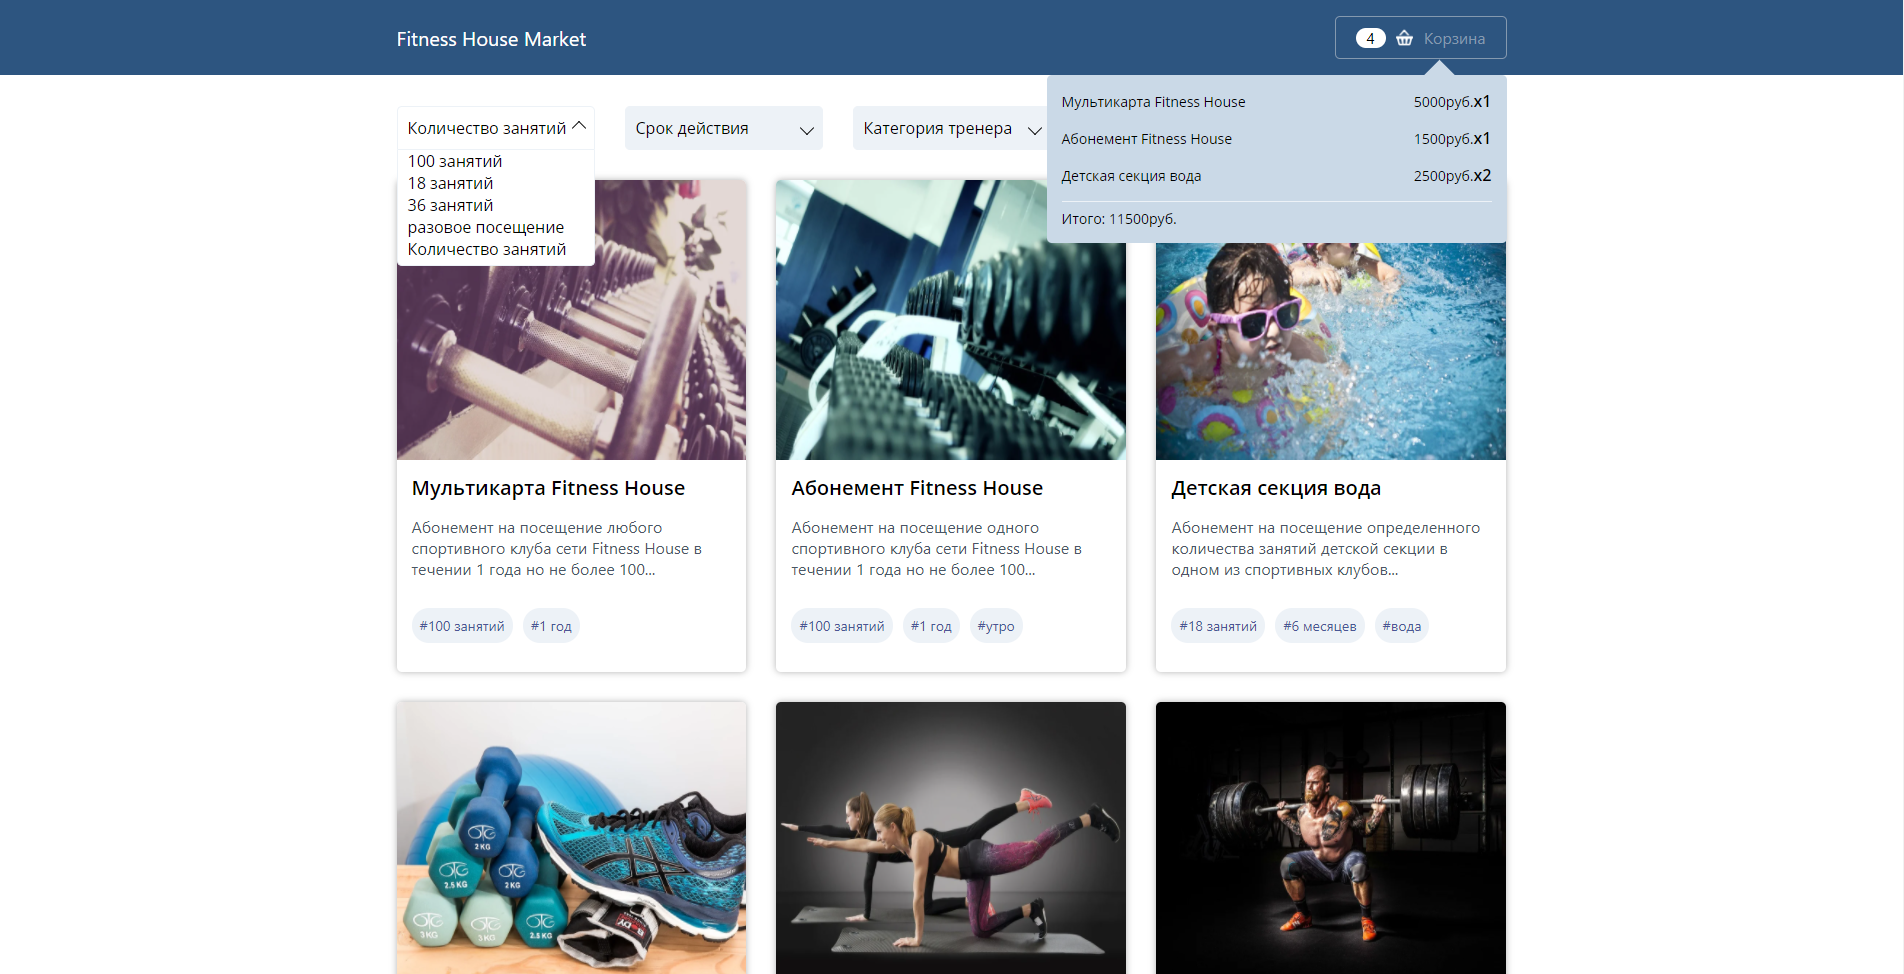 Fitness House Market
4 Корзина
Количество занятий
Срок действия
Категория тренера
100 занятий
18 занятий
36 занятий
разовое посещение
Количество занятий
Мультикарта Fitness House 5000руб.x1
Абонемент Fitness House 1500руб.x1
Детская секция вода 2500руб.x2
Итого: 11500руб.
Мультикарта Fitness House
Абонемент на посещение любого
спортивного клуба сети Fitness House в
течении 1 года но не более 100...
#100 занятий #1 год
Абонемент Fitness House
Абонемент на посещение одного
спортивного клуба сети Fitness House в
течении 1 года но не более 100...
#100 занятий #1 год #утро
Детская секция вода
Абонемент на посещение определенного
количества занятий детской секции в
одном из спортивных клубов...
#18 занятий #6 месяцев #вода
2 KG
2.5 KG
2 KG
3 KG
3 KG
2.5 KG